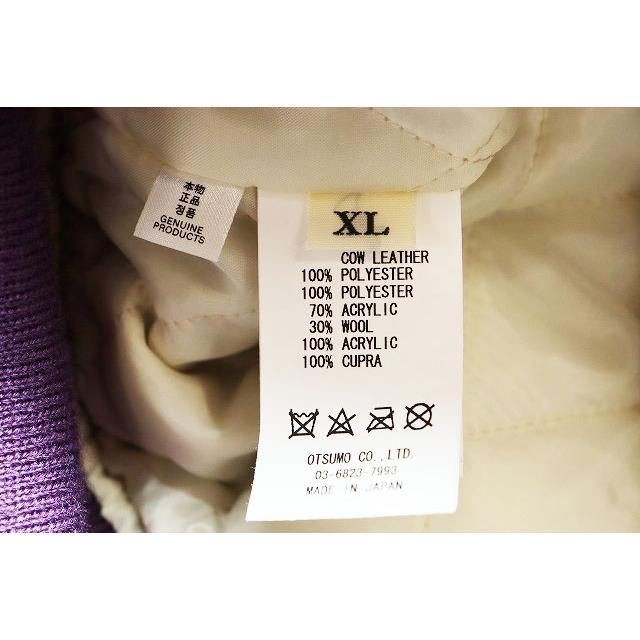 本物
正品
정품
GENUINE
PRODUCTS
XL
COW LEATHER
100% POLYESTER
100% POLYESTER
70% ACRYLIC
30% WOOL
100% ACRYLIC
100% CUPRA
OTSUMO CO.,LTD.
03-6823-7993
MADE IN JAPAN